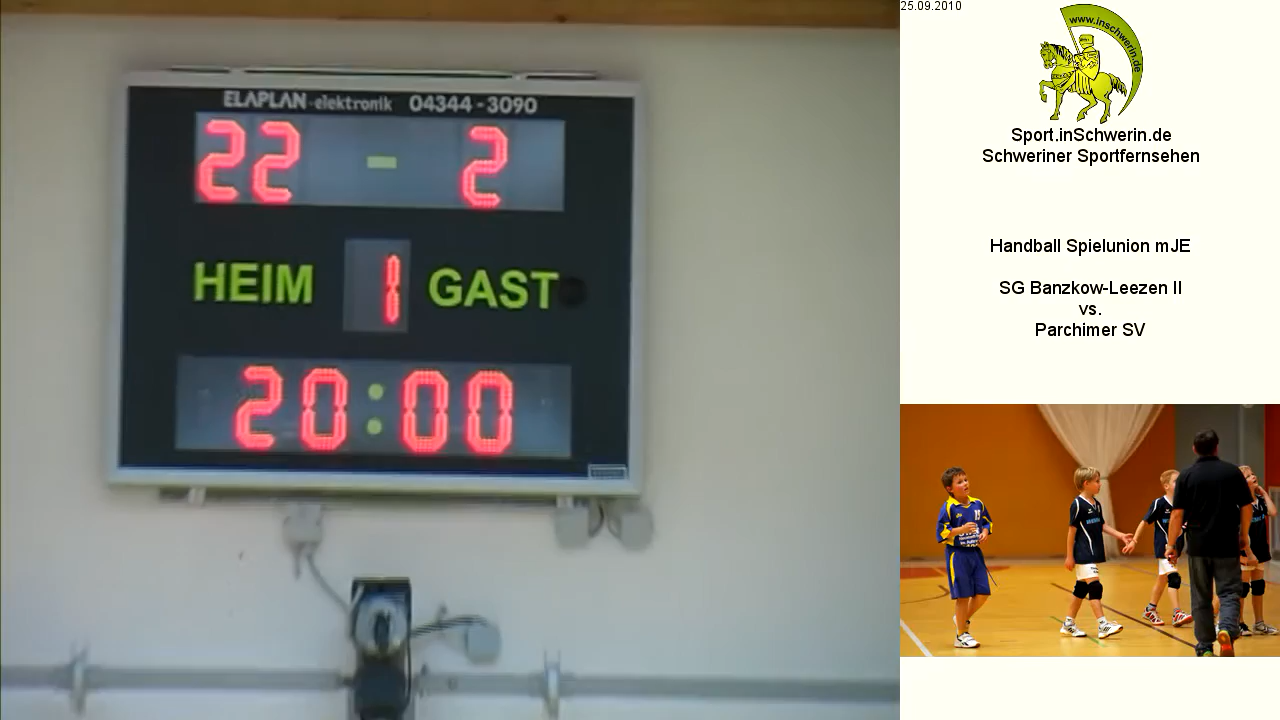 ELAPLAN-elektronik 04344-3090
22 - 2
HEIM 1 GAST
20:00
25.09.2010
www.inschwerin.de
Sport.inSchwerin.de
Schweriner Sportfernsehen
Handball Spielunion mJE
SG Banzkow-Leezen II
vs.
Parchimer SV